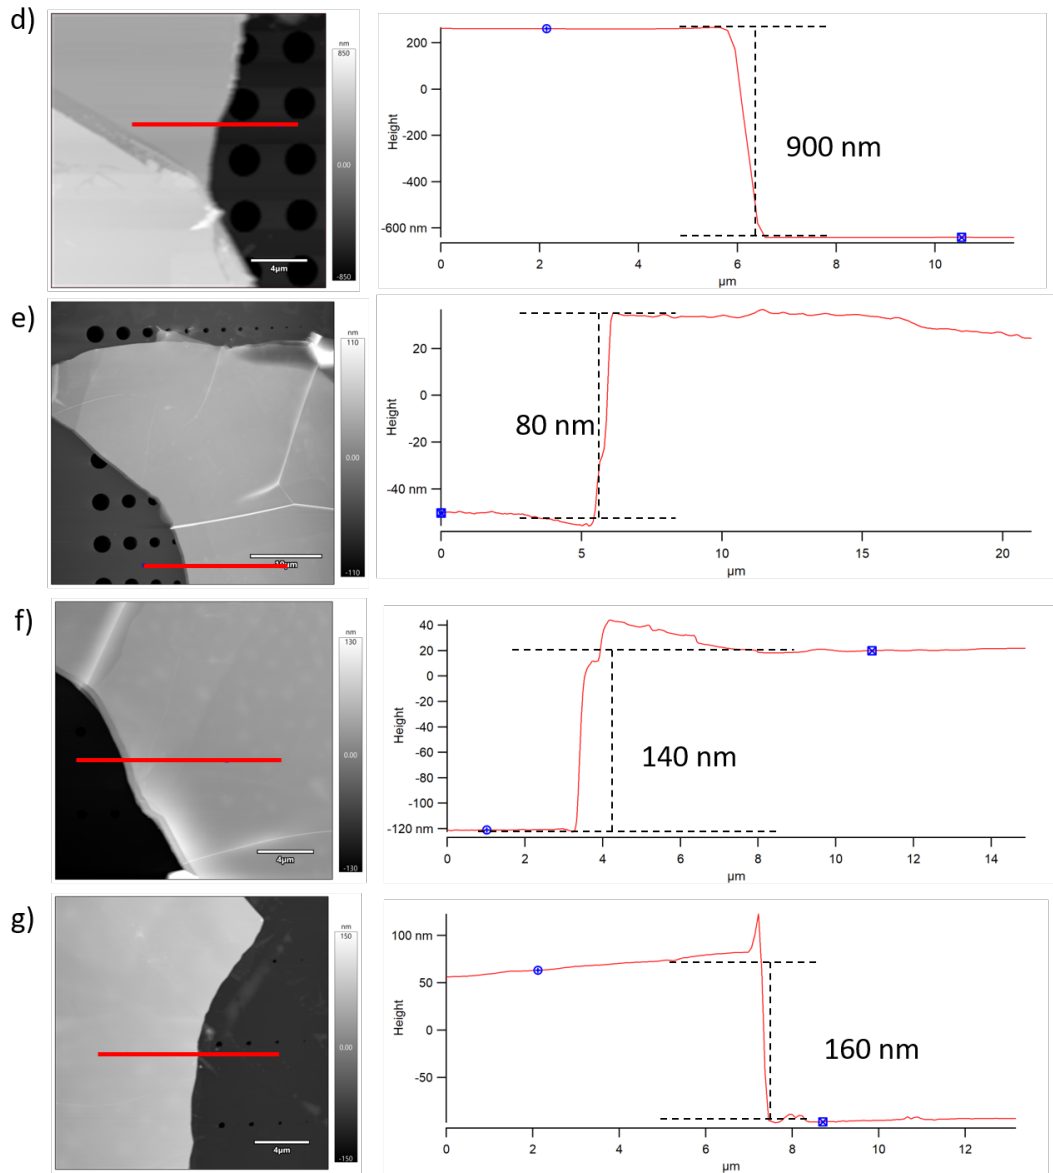 d)
nm
850
0.00
-850
4µm
Height
200
0
-200
-400
-600 nm
900 nm
0
2
4
6
8
10
µm
e)
nm
110
0.00
-110
10µm
Height
20
0
-20
-40 nm
80 nm
0
5
10
15
20
µm
f)
nm
130
0.00
-130
4µm
Height
40
20
0
-20
-40
-60
-80
-100
-120 nm
140 nm
0
2
4
6
8
10
12
14
µm
g)
nm
150
0.00
-150
4µm
Height
100 nm
50
0
-50
160 nm
0
2
4
6
8
10
12
µm